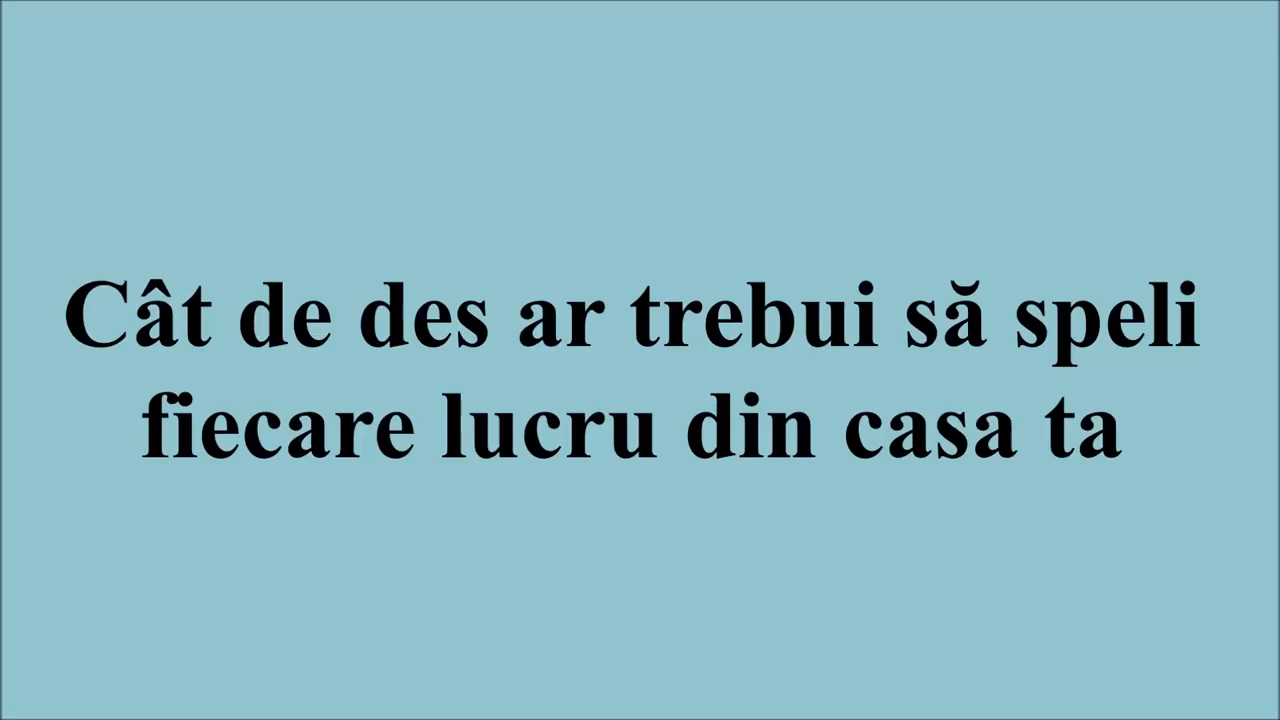 Cât de des ar trebui să speli
fiecare lucru din casa ta